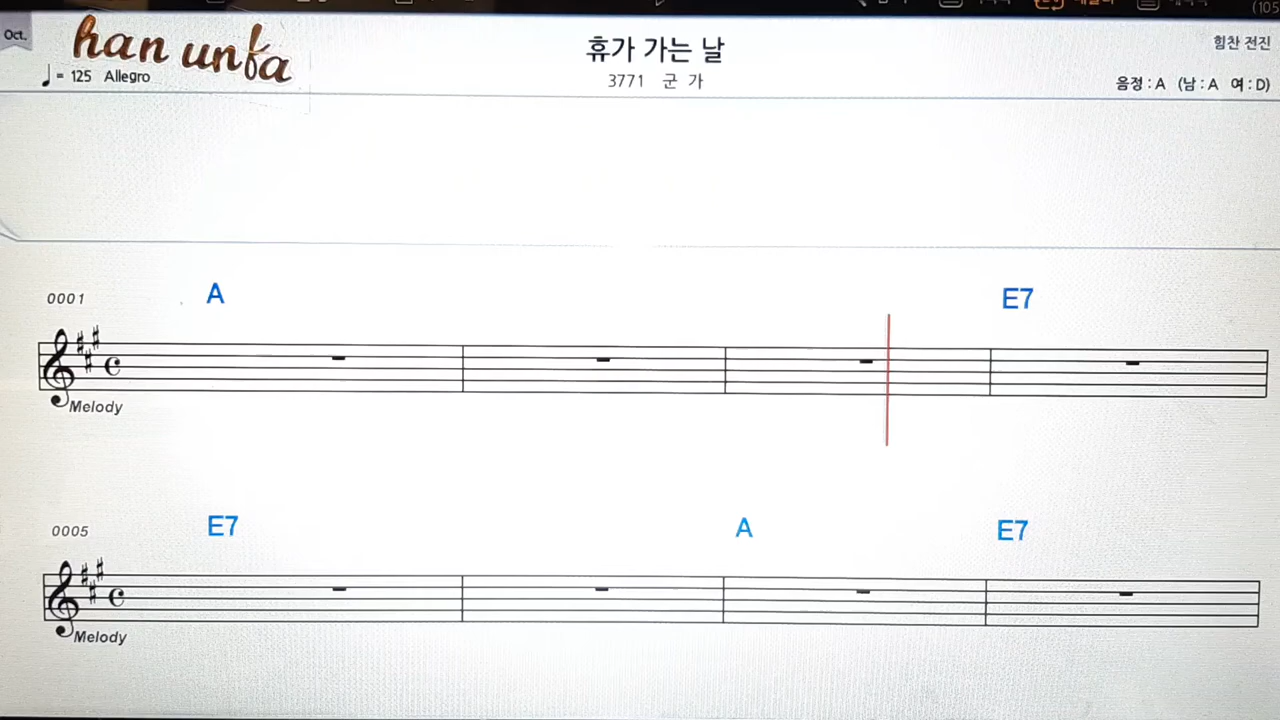 Oct.
han unfa
휴가 가는 날
힘찬 전진
♩= 125 Allegro
3771 군 가
음정 : A (남 : A 여 : D)
0001
A
E7
Melody
0005
E7
A
E7
Melody